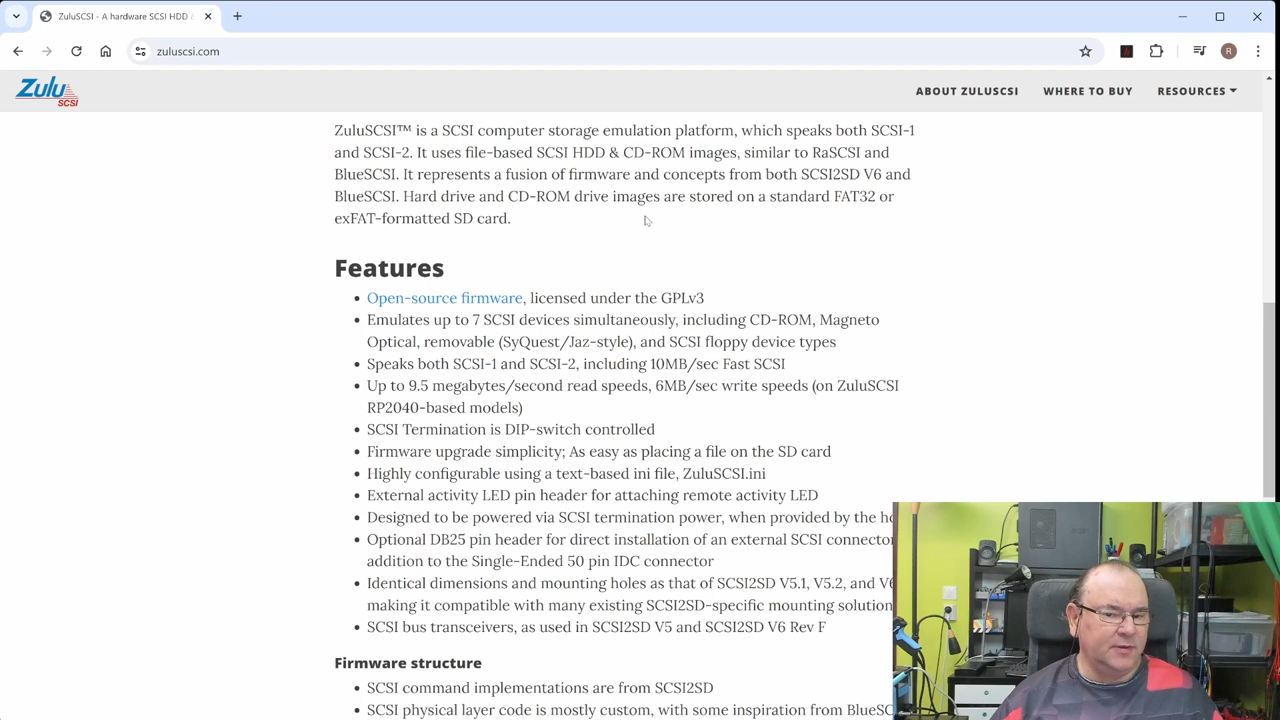 ZuluSCSI - A hardware SCSI HDD &
zuluscsi.com
R
Zulu
SCSI
ABOUT ZULUSCSI WHERE TO BUY RESOURCES
ZuluSCSI™ is a SCSI computer storage emulation platform, which speaks both SCSI-1
and SCSI-2. It uses file-based SCSI HDD & CD-ROM images, similar to RaSCSI and
BlueSCSI. It represents a fusion of firmware and concepts from both SCSI2SD V6 and
BlueSCSI. Hard drive and CD-ROM drive images are stored on a standard FAT32 or
exFAT-formatted SD card.
Features
Open-source firmware, licensed under the GPLv3
Emulates up to 7 SCSI devices simultaneously, including CD-ROM, Magneto
Optical, removable (SyQuest/Jaz-style), and SCSI floppy device types
Speaks both SCSI-1 and SCSI-2, including 10MB/sec Fast SCSI
Up to 9.5 megabytes/second read speeds, 6MB/sec write speeds (on ZuluSCSI
RP2040-based models)
SCSI Termination is DIP-switch controlled
Firmware upgrade simplicity; As easy as placing a file on the SD card
Highly configurable using a text-based ini file, ZuluSCSI.ini
External activity LED pin header for attaching remote activity LED
Designed to be powered via SCSI termination power, when provided by the
Optional DB25 pin header for direct installation of an external SCSI connector
addition to the Single-Ended 50 pin IDC connector
Identical dimensions and mounting holes as that of SCSI2SD V5.1, V5.2, and
making it compatible with many existing SCSI2SD-specific mounting solution
SCSI bus transceivers, as used in SCSI2SD V5 and SCSI2SD V6 Rev F
Firmware structure
SCSI command implementations are from SCSI2SD
SCSI physical layer code is mostly custom, with some inspiration from